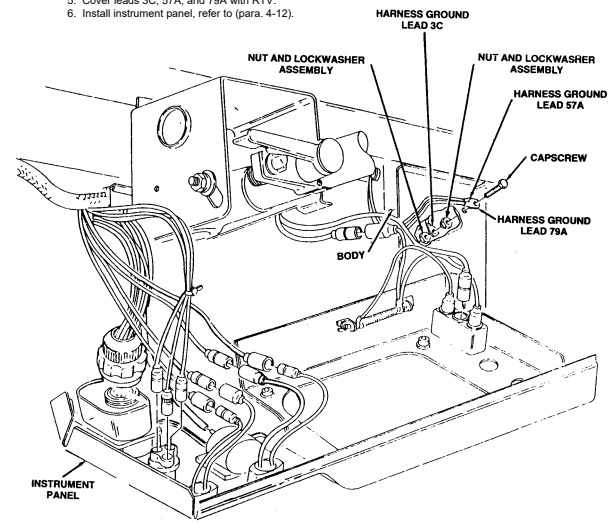 5. Cover leads 3C, 57A, and 79A with RTV.
6. Install instrument panel, refer to (para. 4-12).
HARNESS GROUND
LEAD 3C
NUT AND LOCKWASHER
ASSEMBLY
NUT AND LOCKWASHER
ASSEMBLY
HARNESS GROUND
LEAD 57A
CAPSCREW
HARNESS GROUND
LEAD 79A
BODY
INSTRUMENT
PANEL